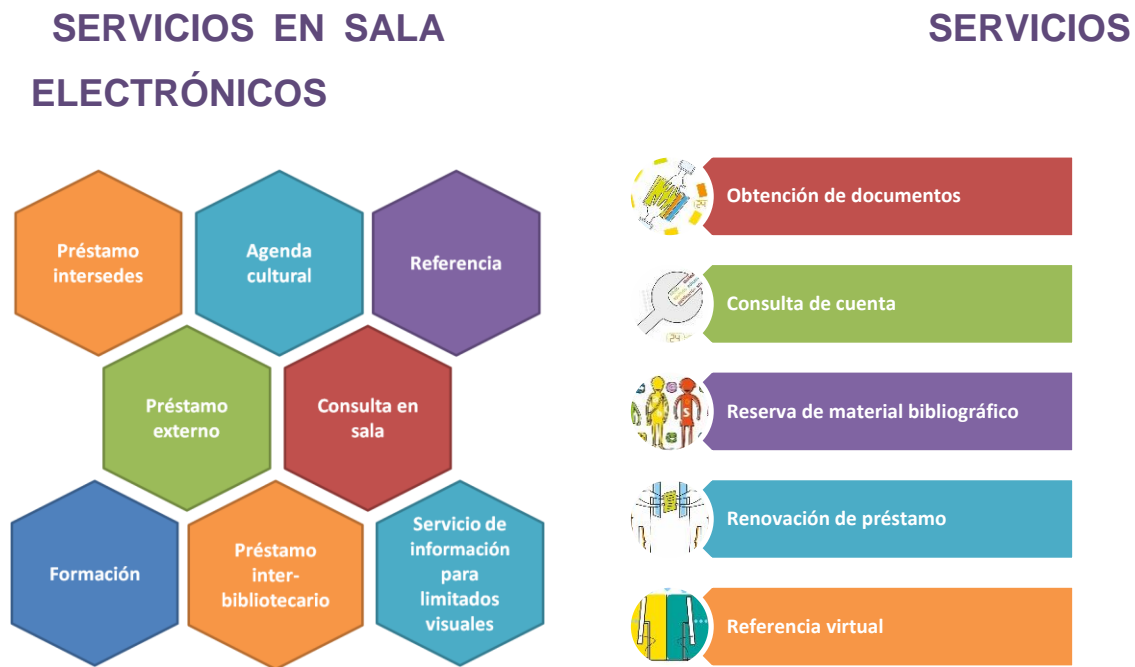 SERVICIOS EN SALA
SERVICIOS
ELECTRÓNICOS
Préstamo
intersedes
Agenda
cultural
Referencia
Préstamo
externo
Consulta en
sala
Formación
Préstamo
inter-
bibliotecario
Servicio de
información
para
limitados
visuales
Obtención de documentos
Consulta de cuenta
Reserva de material bibliográfico
Renovación de préstamo
Referencia virtual
24
24
S